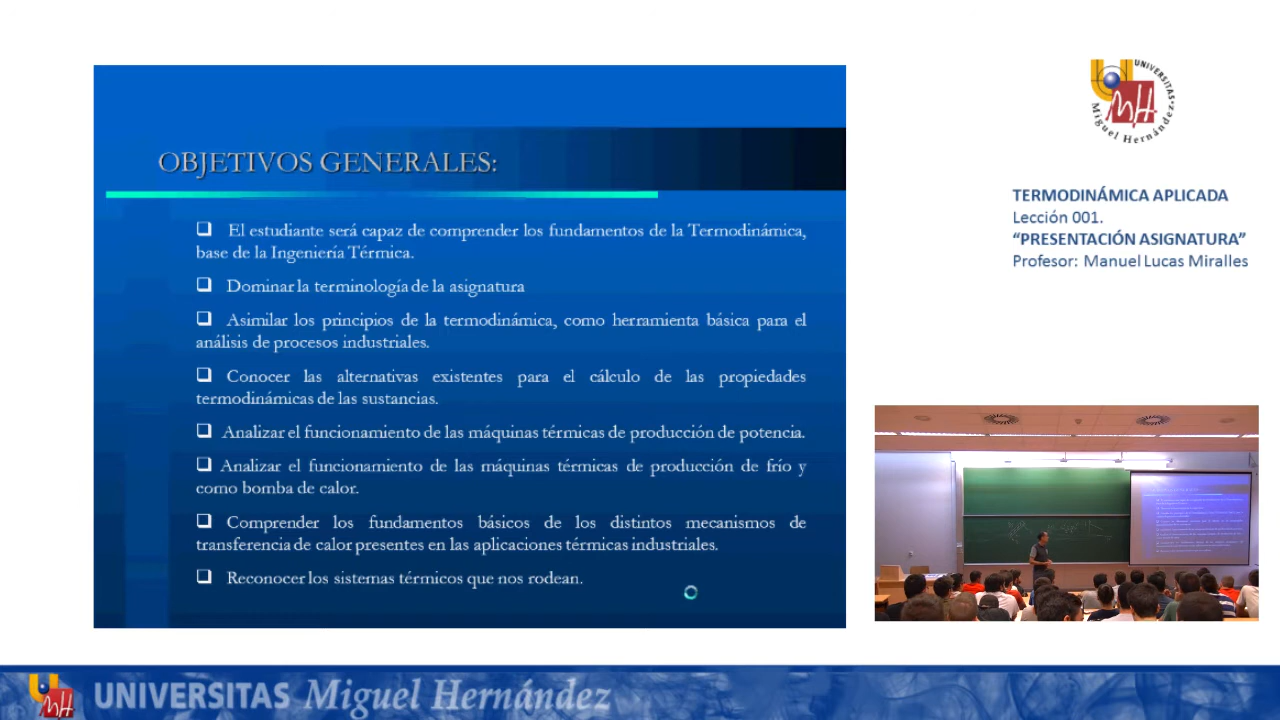 OBJETIVOS GENERALES:
❑ El estudiante será capaz de comprender los fundamentos de la Termodinámica,
base de la Ingeniería Térmica.
❑ Dominar la terminología de la asignatura
❑ Asimilar los principios de la termodinámica, como herramienta básica para el
análisis de procesos industriales.
❑ Conocer las alternativas existentes para el cálculo de las propiedades
termodinámicas de las sustancias.
❑ Analizar el funcionamiento de las máquinas térmicas de producción de potencia.
❑ Analizar el funcionamiento de las máquinas térmicas de producción de frío y
como bomba de calor.
❑ Comprender los fundamentos básicos de los distintos mecanismos de
transferencia de calor presentes en las aplicaciones térmicas industriales.
❑ Reconocer los sistemas térmicos que nos rodean.
UNIVERSITAS
Miguel Hernández
TERMODINÁMICA APLICADA
Lección 001.
“PRESENTACIÓN ASIGNATURA”
Profesor: Manuel Lucas Miralles
UNIVERSITAS Miguel Hernández